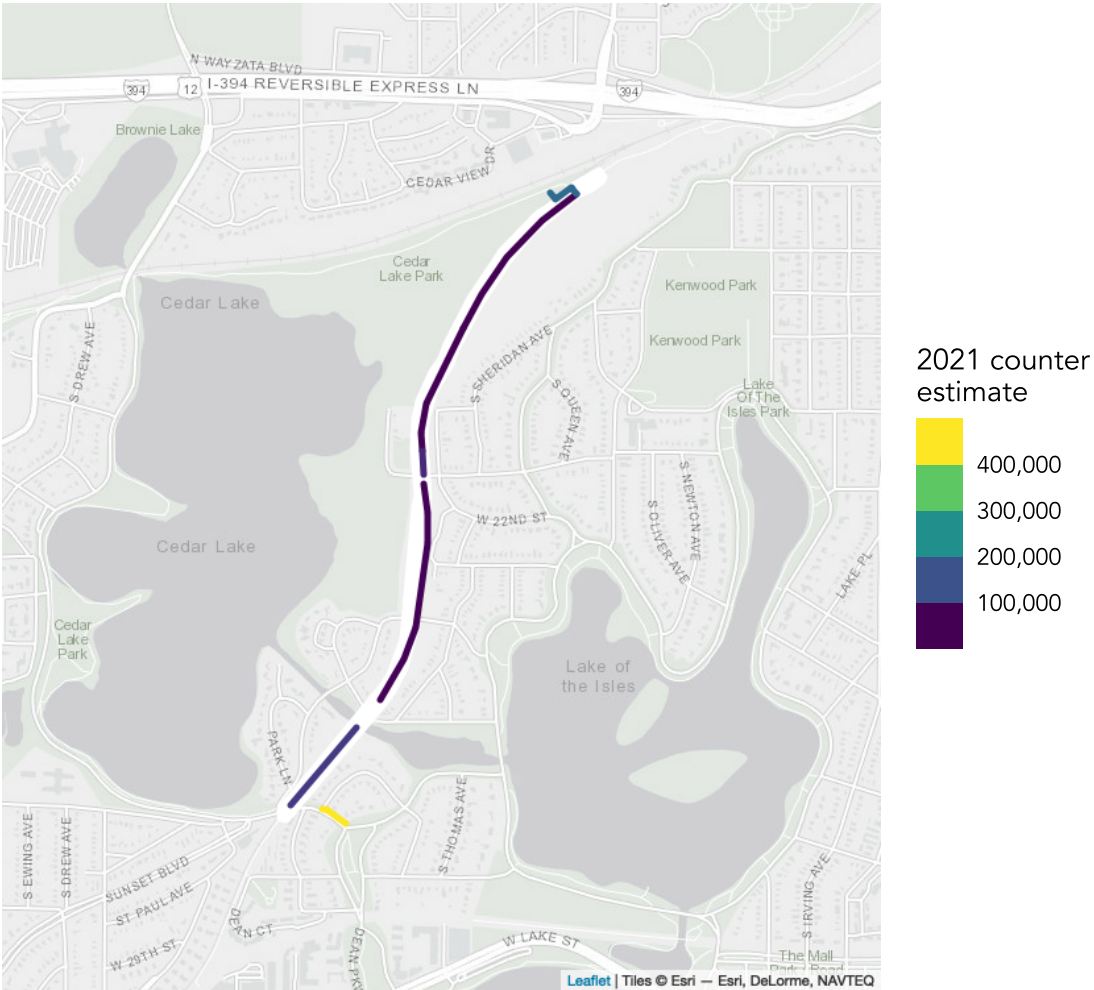 N WAYZATA BLVD
394
12
I-394 REVERSIBLE EXPRESS LN
394
Brownie Lake
CEDAR VIEW DR
Cedar
Lake Park
Kenwood Park
Cedar Lake
S DREW AVE
S SHERIDAN AVE
Kenwood Park
2021 counter
estimate
S QUEEN AVE
Lake
Of The
Isles Park
400,000
300,000
200,000
100,000
S NEWTON AVE
S OLIVER AVE
W 22ND ST
Cedar Lake
LAKE PL
Cedar
Lake
Park
Lake of
the Isles
PARK LN
S THOMAS AVE
S EWING AVE
S DREW AVE
SUNSET BLVD
ST PAUL AVE
S IRVING AVE
DEAN CT
W 29TH ST
DEAN PK
W LAKE ST
The Mall
Leaflet | Tiles © Esri — Esri, DeLorme, NAVTEQ